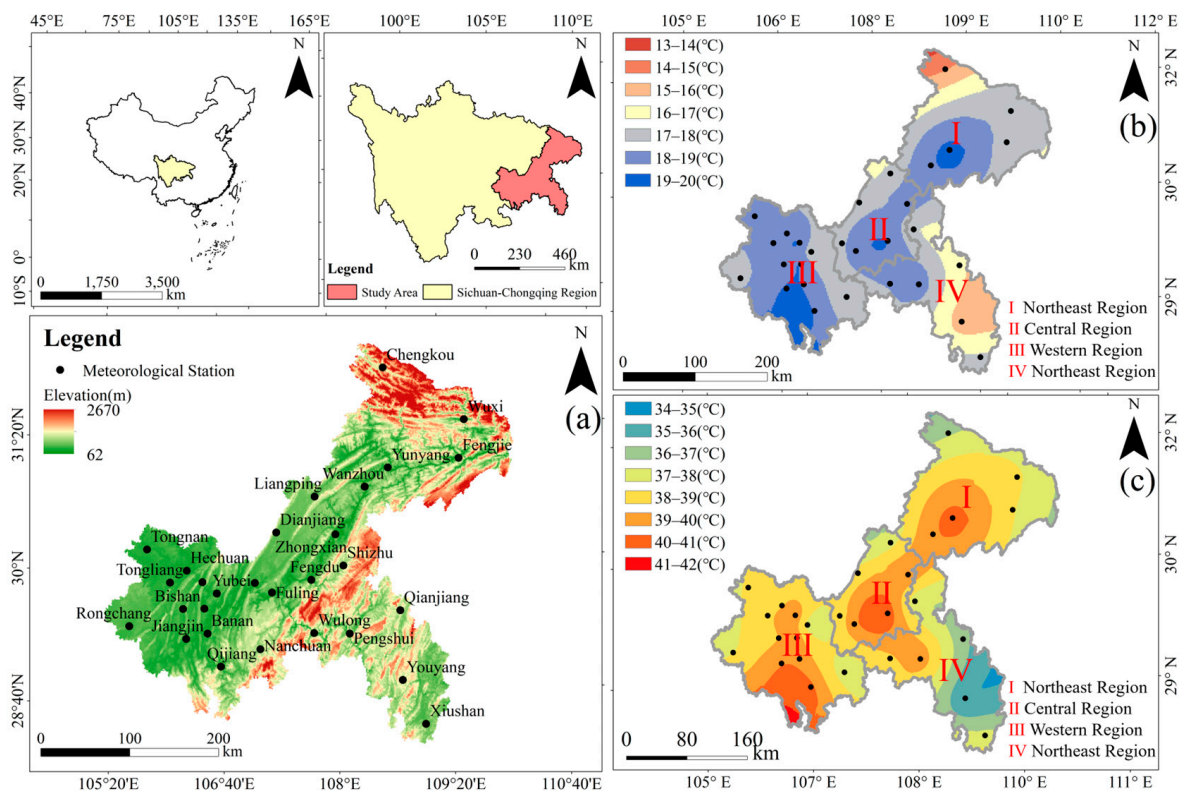 45°E 75°E 105°E 135°E 165°E
100°E 105°E 110°E
40°N
30°N
20°N
0°
10°S
N
0 1,750 3,500
km
N
0 230 460
km
Legend
Study Area
Sichuan-Chongqing Region
Legend
Meteorological Station
Elevation(m)
2670
62
N
(a)
Chengkou
Wuxi
Fengjie
Yunyang
Wanzhou
Liangping
Dianjiang
Zhongxian
Shizhu
Fengdu
Tongnan
Hechuan
Tongliang
Yubei
Bishan
Fuling
Rongchang
Banan
Jiangjin
Wulong
Qianjiang
Pengshui
Nanchuan
Qijiang
Youyang
Xiushan
31°20'N
30°0'N
28°40'N
0 100 200
km
105°20'E 106°40'E 108°E 109°20'E 110°40'E
105°E 106°E 108°E 109°E 110°E 112°E
13–14(°C)
14–15(°C)
15–16(°C)
16–17(°C)
17–18(°C)
18–19(°C)
19–20(°C)
N
(b)
I
II
III
IV
32°N
30°N
29°N
I Northeast Region
II Central Region
III Western Region
IV Northeast Region
0 100 200
km
34–35(°C)
35–36(°C)
36–37(°C)
37–38(°C)
38–39(°C)
39–40(°C)
40–41(°C)
41–42(°C)
N
(c)
I
II
III
IV
32°N
30°N
29°N
I Northeast Region
II Central Region
III Western Region
IV Northeast Region
0 80 160
km
105°E 107°E 108°E 110°E 111°E